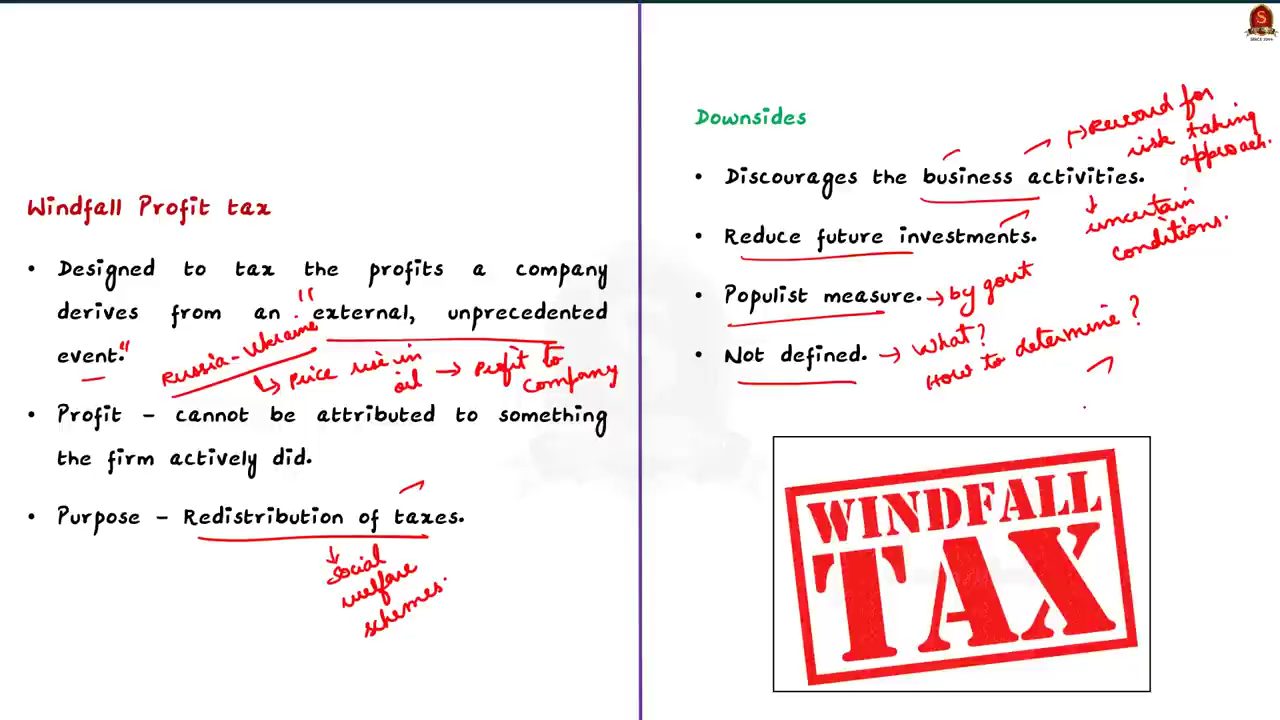 Windfall Profit tax
• Designed to tax the profits a company
derives from an "external, unprecedented
event."
Russia-Ukraine
↳ Price rise in
oil → Profit to
company
• Profit – cannot be attributed to something
the firm actively did.
• Purpose – Redistribution of taxes.
↓
social
welfare
schemes.
Downsides
• Discourages the business activities.
↦ Reward for
risk taking
approach.
↓
uncertain
conditions.
• Reduce future investments.
• Populist measure. → by govt
• Not defined. → What?
How to determine?
WINDFALL
TAX
S